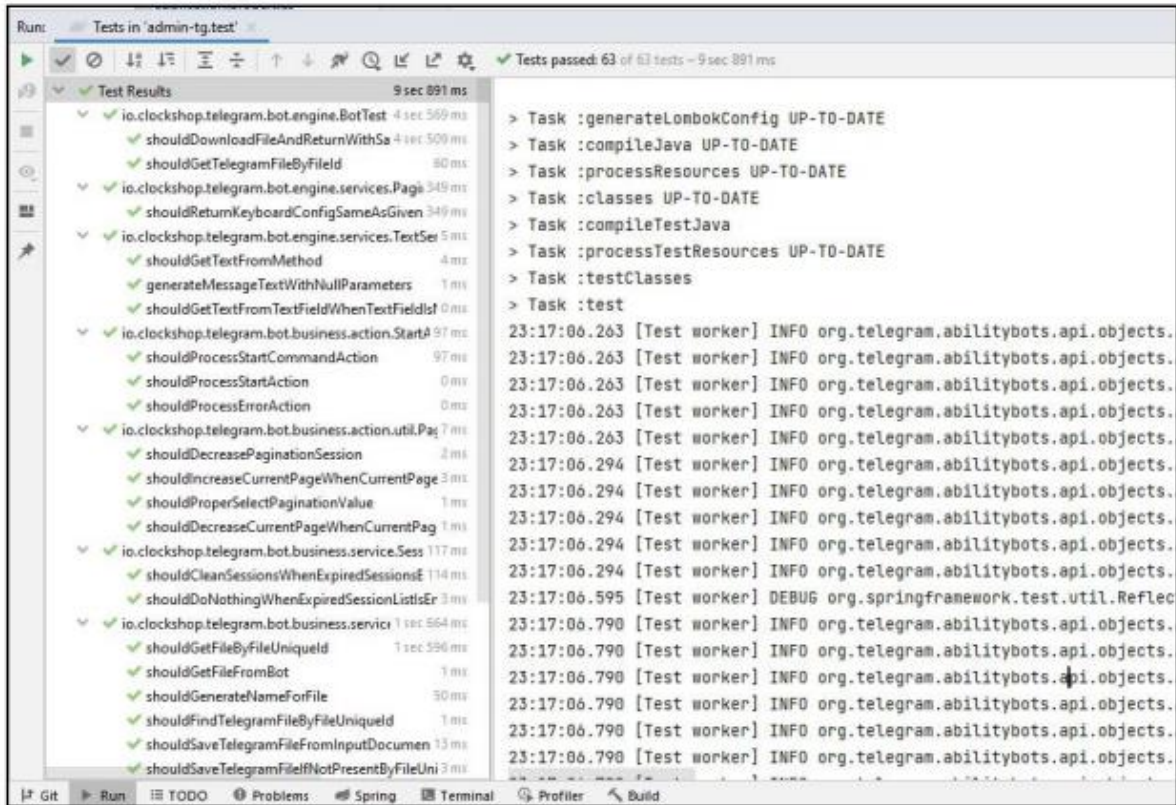 Run: Tests in 'admin-tg.test'
Tests passed: 63 of 63 tests – 9 sec 891 ms
Test Results 9 sec 891 ms
io.clockshop.telegram.bot.engine.BotTest 4 sec 569 ms
shouldDownloadFileAndReturnWithSa 4 sec 509 ms
shouldGetTelegramFileByFileId 60 ms
io.clockshop.telegram.bot.engine.services.Pagi 349 ms
shouldReturnKeyboardConfigSameAsGiven 349 ms
io.clockshop.telegram.bot.engine.services.TextSer 5 ms
shouldGetTextFromMethod 4 ms
generateMessageTextWithNullParameters 1 ms
shouldGetTextFromTextFieldWhenTextFieldIsN 0 ms
io.clockshop.telegram.bot.business.action.StartA 97 ms
shouldProcessStartCommandAction 97 ms
shouldProcessStartAction 0 ms
shouldProcessErrorAction 0 ms
io.clockshop.telegram.bot.business.action.util.Pag 7 ms
shouldDecreasePaginationSession 2 ms
shouldIncreaseCurrentPageWhenCurrentPage 3 ms
shouldProperSelectPaginationValue 1 ms
shouldDecreaseCurrentPageWhenCurrentPag 1 ms
io.clockshop.telegram.bot.business.service.Sess 117 ms
shouldCleanSessionsWhenExpiredSessionsE 114 ms
shouldDoNothingWhenExpiredSessionListIsEr 3 ms
io.clockshop.telegram.bot.business.service 1 sec 664 ms
shouldGetFileByFileUniqueId 1 sec 596 ms
shouldGetFileFromBot 1 ms
shouldGenerateNameForFile 50 ms
shouldFindTelegramFileByFileUniqueId 1 ms
shouldSaveTelegramFileFromInputDocumen 13 ms
shouldSaveTelegramFileIfNotPresentByFileUni 3 ms
> Task :generateLombokConfig UP-TO-DATE
> Task :compileJava UP-TO-DATE
> Task :processResources UP-TO-DATE
> Task :classes UP-TO-DATE
> Task :compileTestJava
> Task :processTestResources UP-TO-DATE
> Task :testClasses
> Task :test
23:17:06.263 [Test worker] INFO org.telegram.abilitybots.api.objects.
23:17:06.263 [Test worker] INFO org.telegram.abilitybots.api.objects.
23:17:06.263 [Test worker] INFO org.telegram.abilitybots.api.objects.
23:17:06.263 [Test worker] INFO org.telegram.abilitybots.api.objects.
23:17:06.263 [Test worker] INFO org.telegram.abilitybots.api.objects.
23:17:06.294 [Test worker] INFO org.telegram.abilitybots.api.objects.
23:17:06.294 [Test worker] INFO org.telegram.abilitybots.api.objects.
23:17:06.294 [Test worker] INFO org.telegram.abilitybots.api.objects.
23:17:06.294 [Test worker] INFO org.telegram.abilitybots.api.objects.
23:17:06.294 [Test worker] INFO org.telegram.abilitybots.api.objects.
23:17:06.595 [Test worker] DEBUG org.springframework.test.util.Reflec
23:17:06.790 [Test worker] INFO org.telegram.abilitybots.api.objects.
23:17:06.790 [Test worker] INFO org.telegram.abilitybots.api.objects.
23:17:06.790 [Test worker] INFO org.telegram.abilitybots.api.objects.
23:17:06.790 [Test worker] INFO org.telegram.abilitybots.api.objects.
23:17:06.790 [Test worker] INFO org.telegram.abilitybots.api.objects.
23:17:06.790 [Test worker] INFO org.telegram.abilitybots.api.objects.
Git Run TODO Problems Spring Terminal Profiler Build